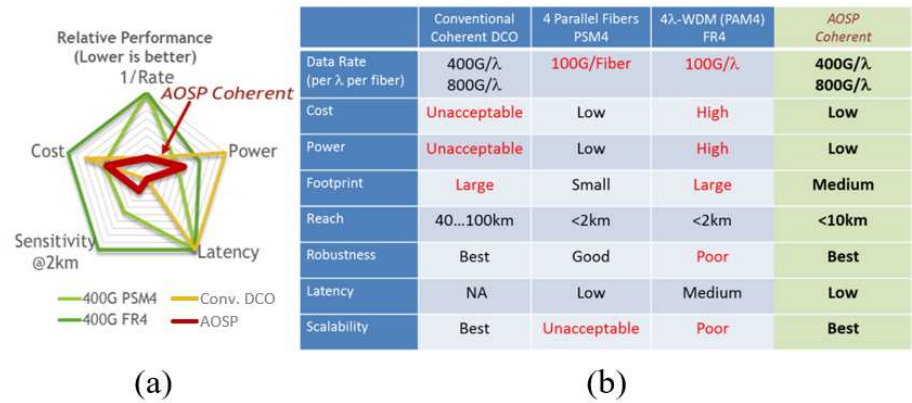 Relative Performance
(Lower is better)
1/Rate
AOSP Coherent
Cost
Power
Sensitivity
@2km
Latency
400G PSM4
Conv. DCO
400G FR4
AOSP
(a)
Conventional Coherent DCO
4 Parallel Fibers PSM4
4λ-WDM (PAM4) FR4
AOSP Coherent
Data Rate (per λ per fiber)
400G/λ 800G/λ
100G/Fiber
100G/λ
400G/λ 800G/λ
Cost
Unacceptable
Low
High
Low
Power
Unacceptable
Low
High
Low
Footprint
Large
Small
Large
Medium
Reach
40...100km
<2km
<2km
<10km
Robustness
Best
Good
Poor
Best
Latency
NA
Low
Medium
Low
Scalability
Best
Unacceptable
Poor
Best
(b)